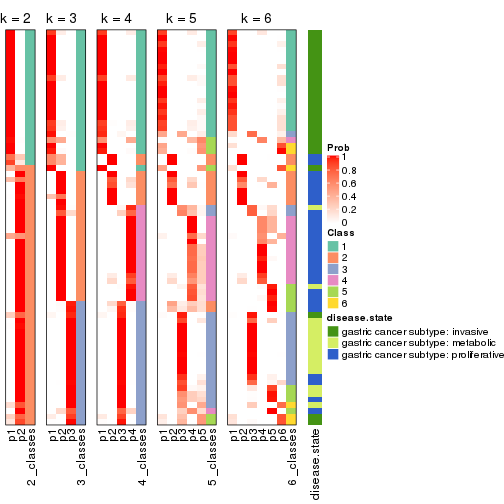 k = 2 k = 3 k = 4 k = 5 k = 6
Prob
1
0.8
0.6
0.4
0.2
0
Class
1
2
3
4
5
6
disease.state
gastric cancer subtype: invasive
gastric cancer subtype: metabolic
gastric cancer subtype: proliferative
p1 p2 2_classes p1 p2 p3 3_classes p1 p2 p3 p4 4_classes p1 p2 p3 p4 p5 5_classes p1 p2 p3 p4 p5 p6 6_classes disease.state